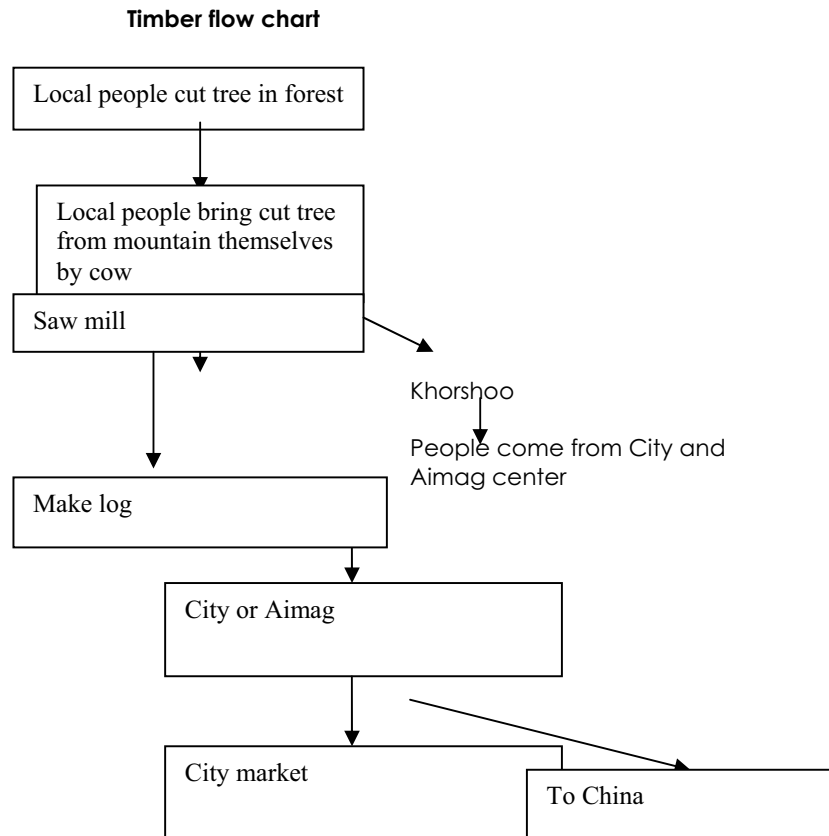 Timber flow chart
Local people cut tree in forest
Local people bring cut tree
from mountain themselves
by cow
Saw mill
Khorshoo
People come from City and
Aimag center
Make log
City or Aimag
City market
To China